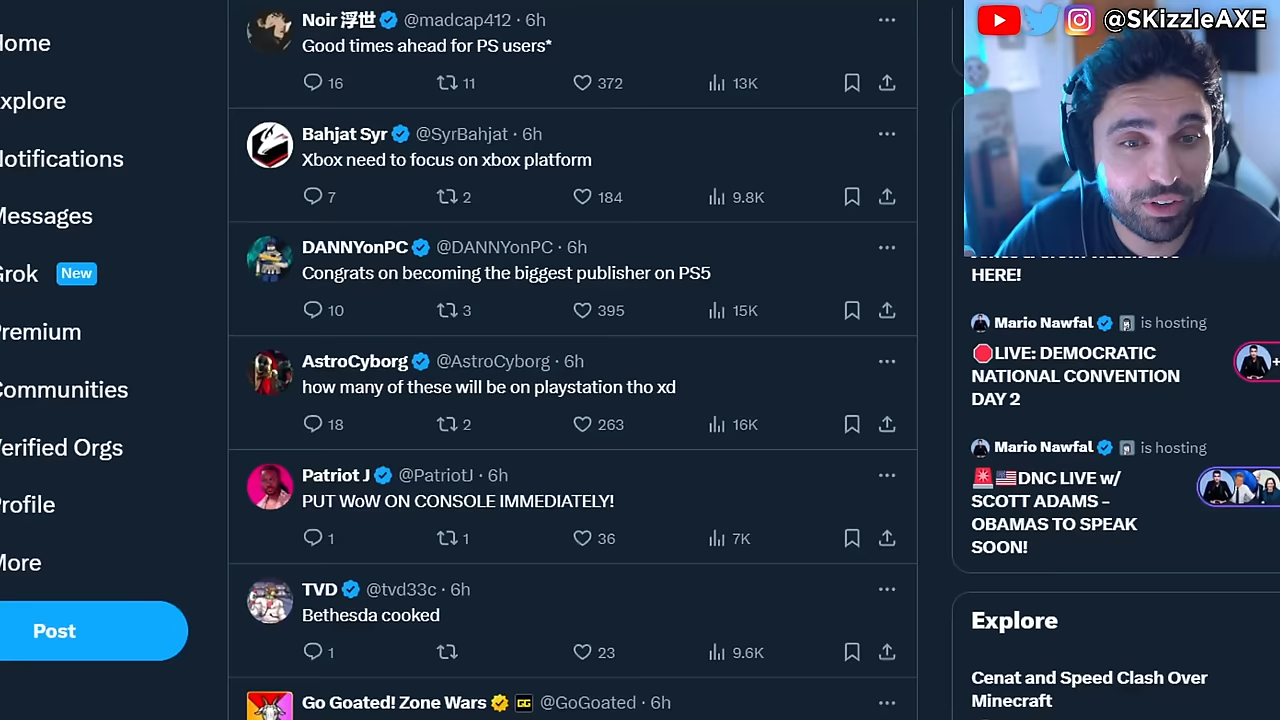 @SKizzleAXE
Home
Explore
Notifications
Messages
Grok New
Premium
Communities
Verified Orgs
Profile
More
Post
Noir 浮世 @madcap412 · 6h
Good times ahead for PS users*
16 11 372 13K
Bahjat Syr @SyrBahjat · 6h
Xbox need to focus on xbox platform
7 2 184 9.8K
DANNYonPC @DANNYonPC · 6h
Congrats on becoming the biggest publisher on PS5
10 3 395 15K
AstroCyborg @AstroCyborg · 6h
how many of these will be on playstation tho xd
18 2 263 16K
Patriot J @PatriotJ · 6h
PUT WoW ON CONSOLE IMMEDIATELY!
1 1 36 7K
TVD @tvd33c · 6h
Bethesda cooked
1 23 9.6K
Go Goated! Zone Wars GG @GoGoated · 6h
HERE!
Mario Nawfal is hosting
🛑LIVE: DEMOCRATIC
NATIONAL CONVENTION
DAY 2
Mario Nawfal is hosting
🚨🇺🇸DNC LIVE w/
SCOTT ADAMS –
OBAMAS TO SPEAK
SOON!
Explore
Cenat and Speed Clash Over
Minecraft